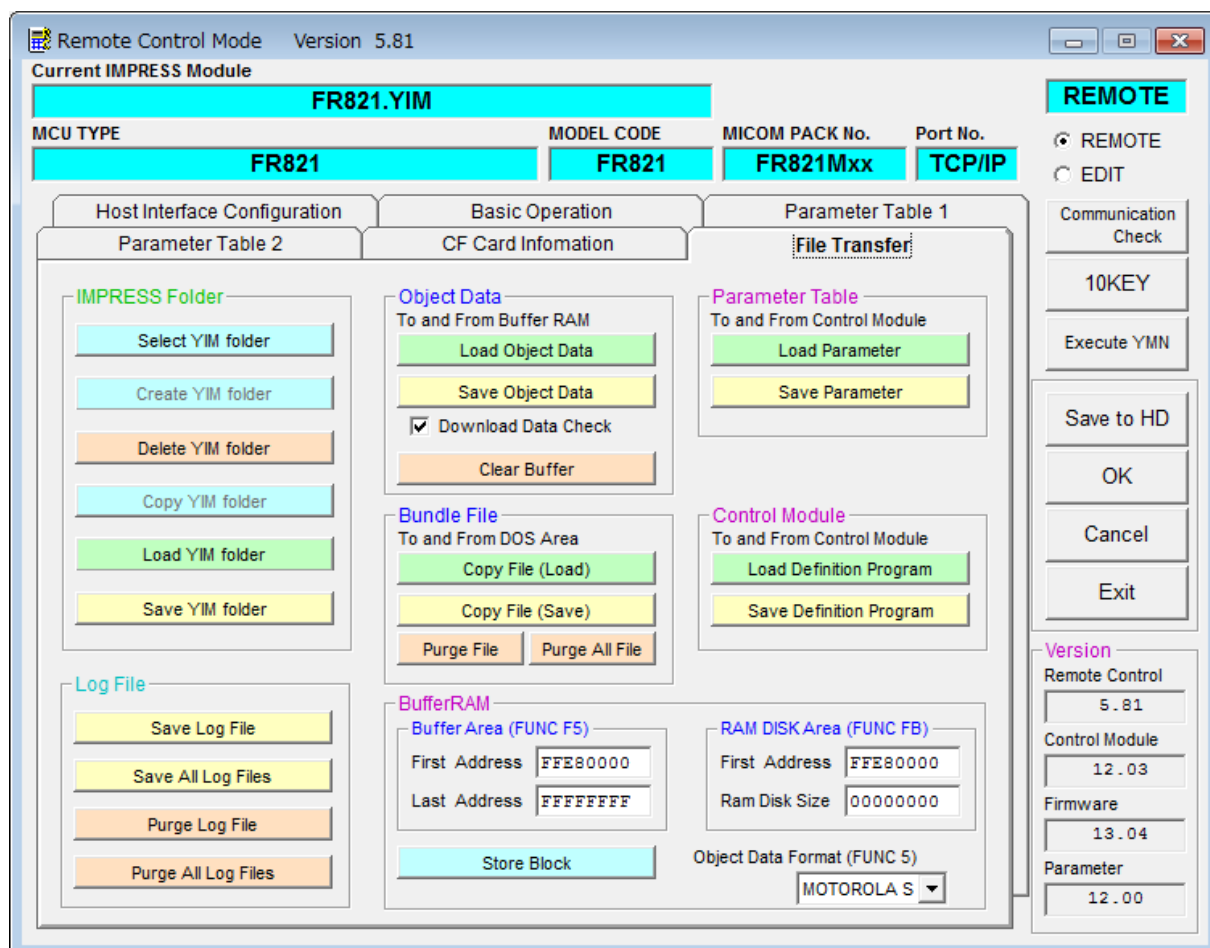 Remote Control Mode Version 5.81
Current IMPRESS Module
FR821.YIM
MCU TYPE
MODEL CODE
MICOM PACK No.
Port No.
FR821
FR821
FR821Mxx
TCP/IP
Host Interface Configuration
Basic Operation
Parameter Table 1
Parameter Table 2
CF Card Infomation
File Transfer
IMPRESS Folder
Select YIM folder
Create YIM folder
Delete YIM folder
Copy YIM folder
Load YIM folder
Save YIM folder
Log File
Save Log File
Save All Log Files
Purge Log File
Purge All Log Files
Object Data
To and From Buffer RAM
Load Object Data
Save Object Data
Download Data Check
Clear Buffer
Bundle File
To and From DOS Area
Copy File (Load)
Copy File (Save)
Purge File
Purge All File
Parameter Table
To and From Control Module
Load Parameter
Save Parameter
Control Module
To and From Control Module
Load Definition Program
Save Definition Program
BufferRAM
Buffer Area (FUNC F5)
First Address FFE80000
Last Address FFFFFFFF
Store Block
RAM DISK Area (FUNC FB)
First Address FFE80000
Ram Disk Size 00000000
Object Data Format (FUNC 5)
MOTOROLA S
REMOTE
REMOTE
EDIT
Communication
Check
10KEY
Execute YMN
Save to HD
OK
Cancel
Exit
Version
Remote Control
5.81
Control Module
12.03
Firmware
13.04
Parameter
12.00